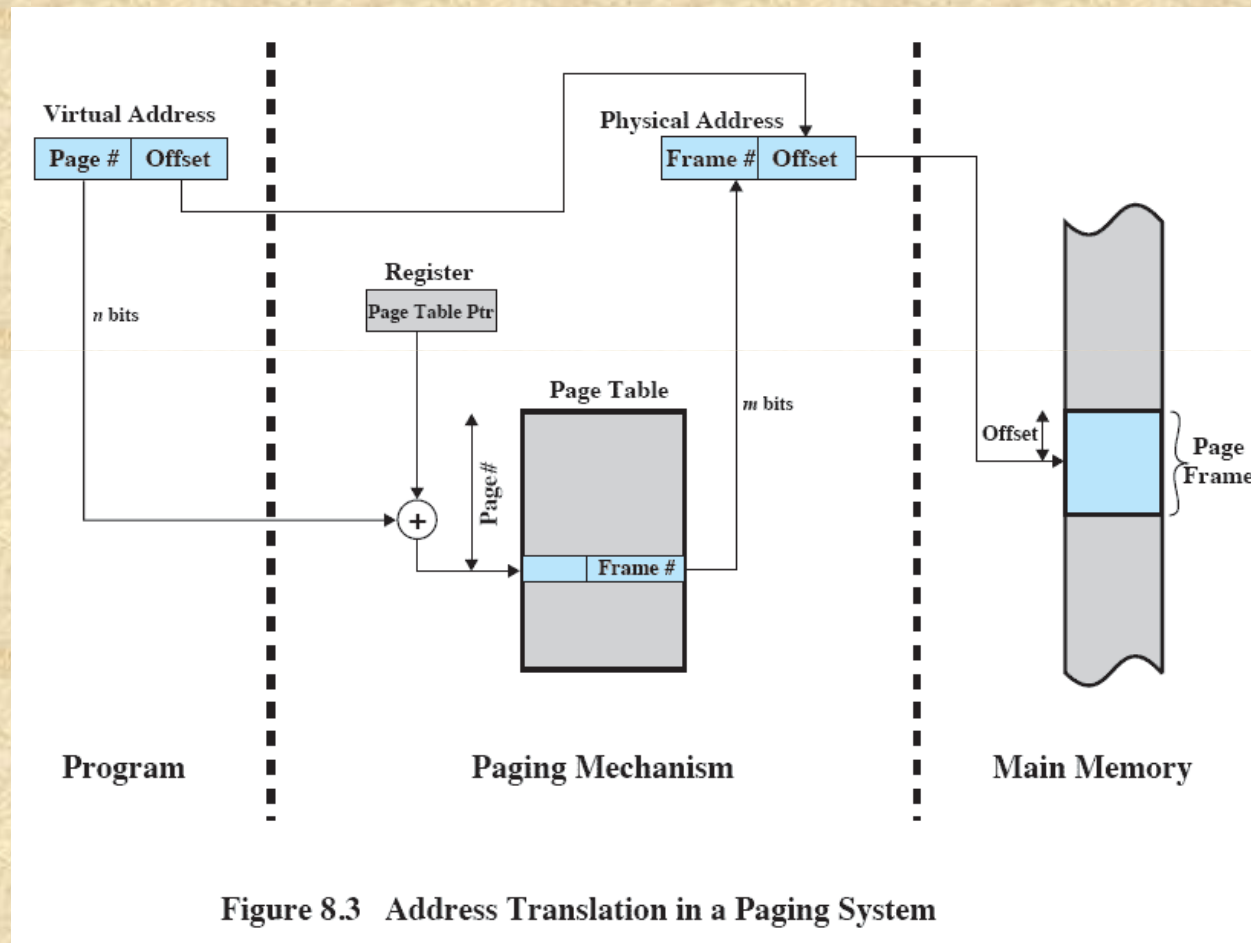 Virtual Address
Page # Offset
Physical Address
Frame # Offset
Register
Page Table Ptr
n bits
Page Table
m bits
Page#
+
Frame #
Offset
Page
Frame
Program
Paging Mechanism
Main Memory
Figure 8.3 Address Translation in a Paging System